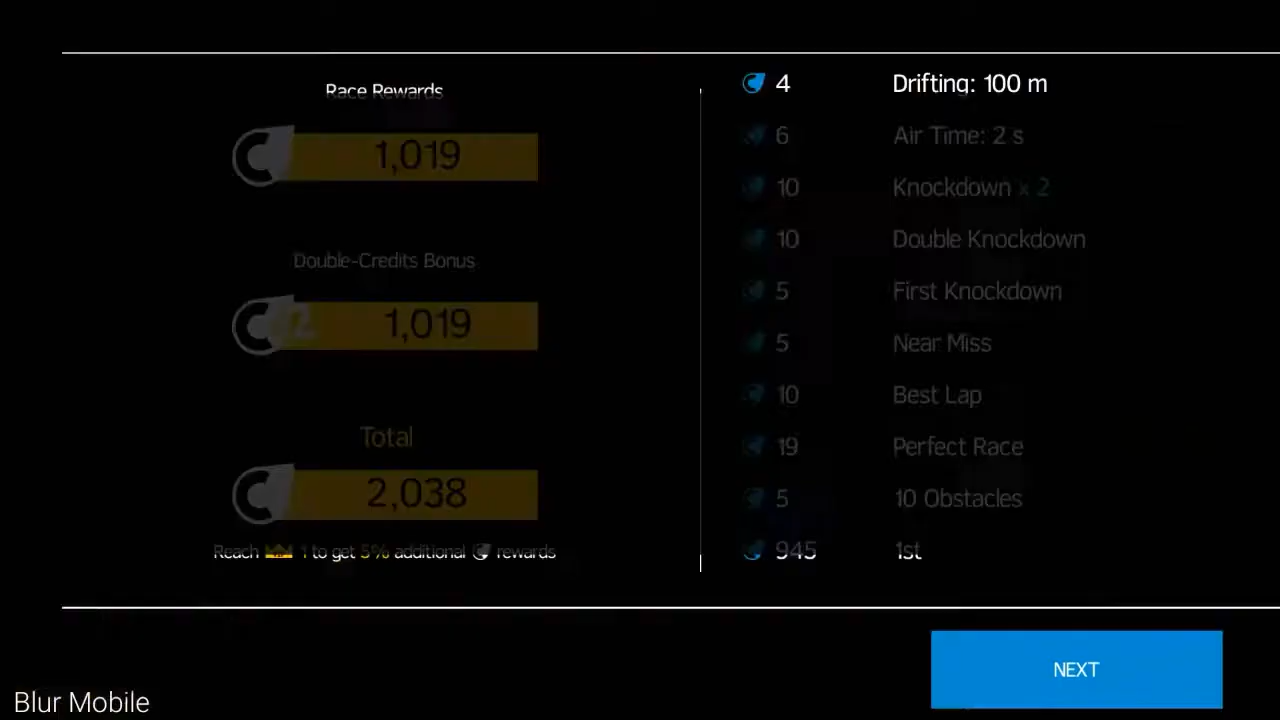 Race Rewards
1,019
Double-Credits Bonus
1,019
Total
2,038
Reach 1 to get 5% additional rewards
4 Drifting: 100 m
6 Air Time: 2 s
10 Knockdown x 2
10 Double Knockdown
5 First Knockdown
5 Near Miss
10 Best Lap
19 Perfect Race
5 10 Obstacles
945 1st
NEXT
Blur Mobile